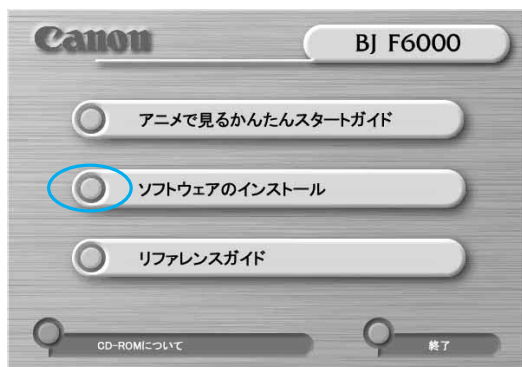 Canon
BJ F6000
アニメで見るかんたんスタートガイド
ソフトウェアのインストール
リファレンスガイド
CD-ROMについて
終了